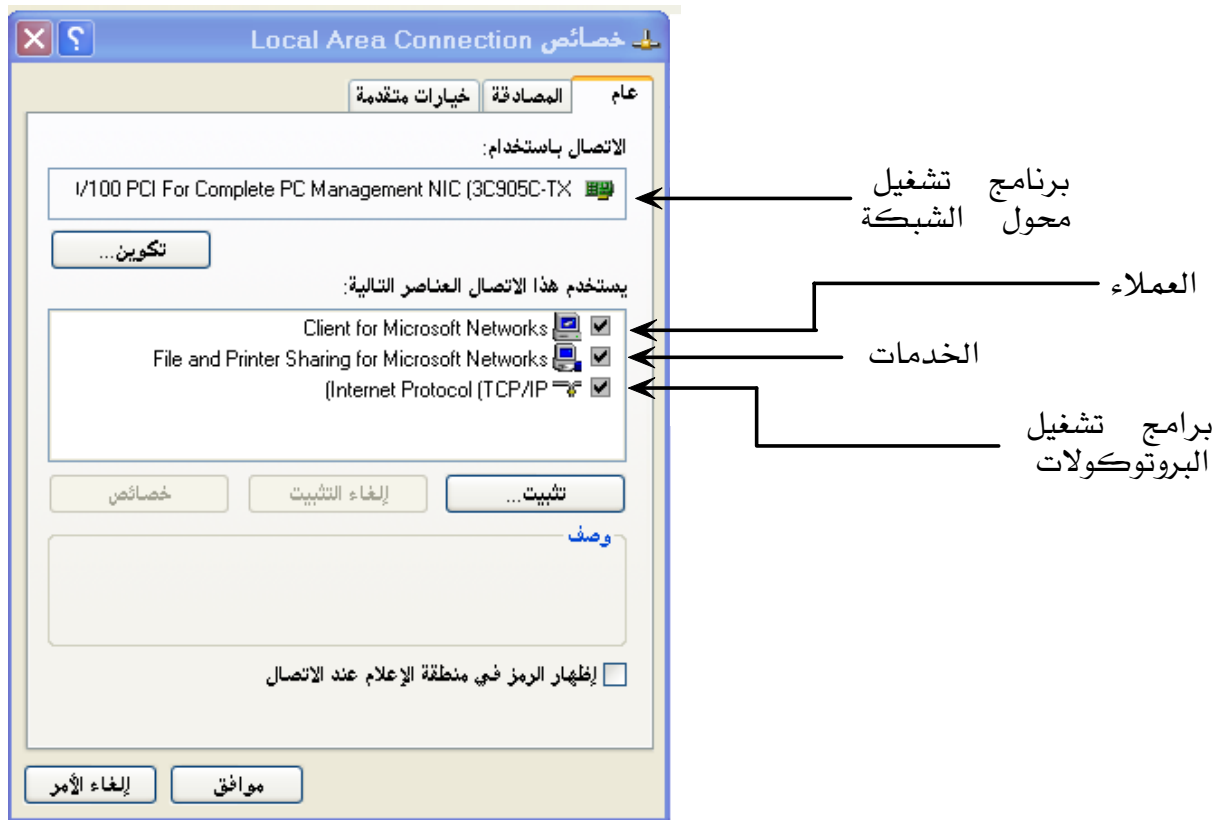 خصائص Local Area Connection
عام
المصادقة
خيارات متقدمة
الاتصال باستخدام:
I/100 PCI For Complete PC Management NIC (3C905C-TX
تكوين...
يستخدم هذا الاتصال العناصر التالية:
Client for Microsoft Networks
File and Printer Sharing for Microsoft Networks
(Internet Protocol (TCP/IP
تثبيت...
إلغاء التثبيت
خصائص
وصف
إظهار الرمز في منطقة الإعلام عند الاتصال
موافق
إلغاء الأمر
برنامج تشغيل
محول الشبكة
العملاء
الخدمات
برامج تشغيل
البروتوكولات